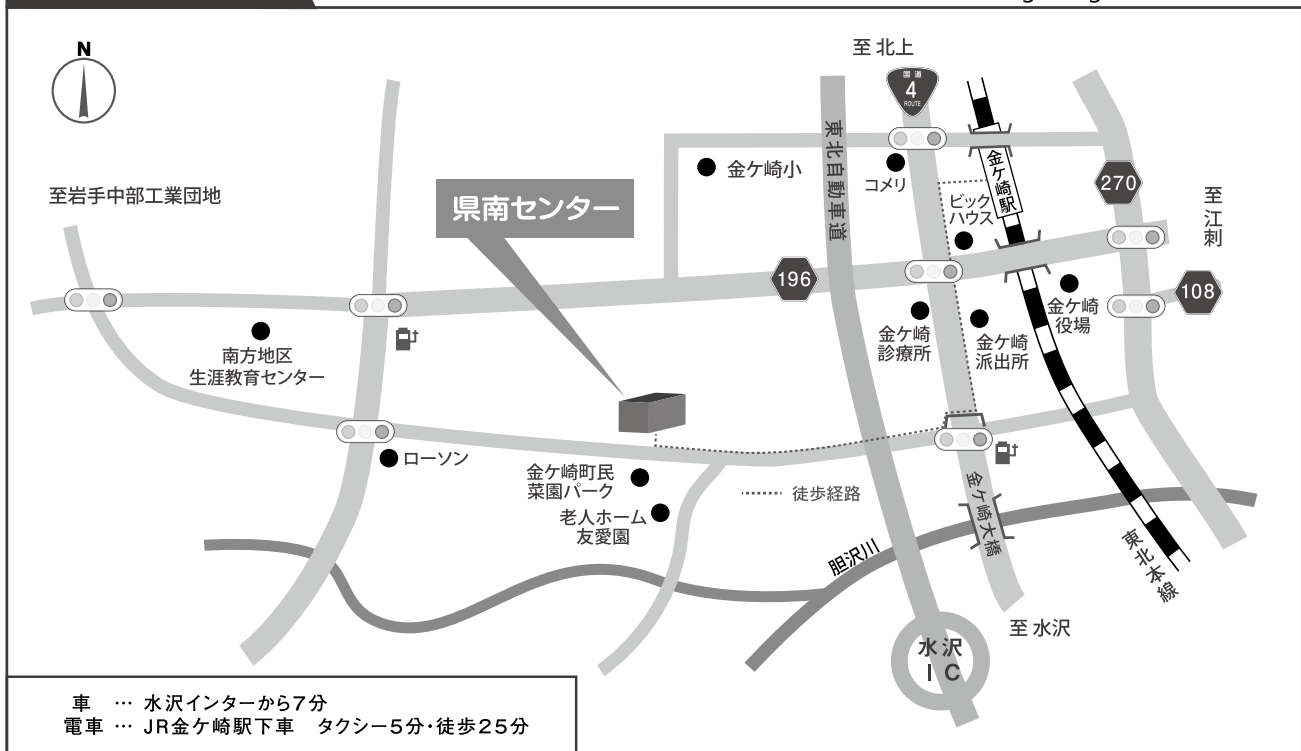 N
至 北上
国道
4
ROUTE
東北自動車道
金ケ崎小
コメリ
金ケ崎駅
270
至江刺
至岩手中部工業団地
県南センター
ビック
ハウス
196
108
金ケ崎
役場
金ケ崎
診療所
金ケ崎
派出所
南方地区
生涯教育センター
ローソン
金ケ崎町民
菜園パーク
老人ホーム
友愛園
徒歩経路
金ケ崎大橋
胆沢川
東北本線
至 水沢
水沢
IC
車 … 水沢インターから7分
電車 … JR金ケ崎駅下車　タクシー5分・徒歩25分